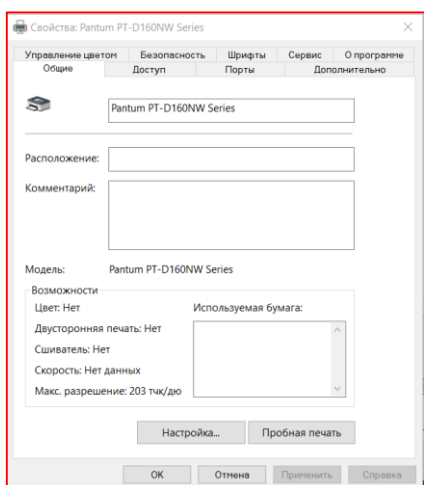 Свойства: Pantum PT-D160NW Series
Управление цветом Безопасность Шрифты Сервис О программе
Общие Доступ Порты Дополнительно
Pantum PT-D160NW Series
Расположение:
Комментарий:
Модель: Pantum PT-D160NW Series
Возможности
Цвет: Нет Используемая бумага:
Двусторонняя печать: Нет
Сшиватель: Нет
Скорость: Нет данных
Макс. разрешение: 203 тчк/дю
Настройка... Пробная печать
ОК Отмена Применить Справка